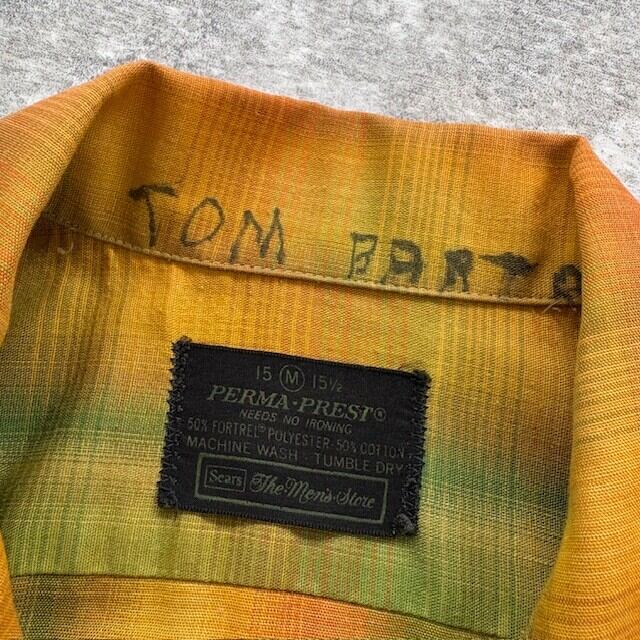 TOM
15 M 15½
PERMA·PREST®
NEEDS NO IRONING
50% FORTREL® POLYESTER·50% COTTON
MACHINE WASH · TUMBLE DRY
Sears The Men's Store